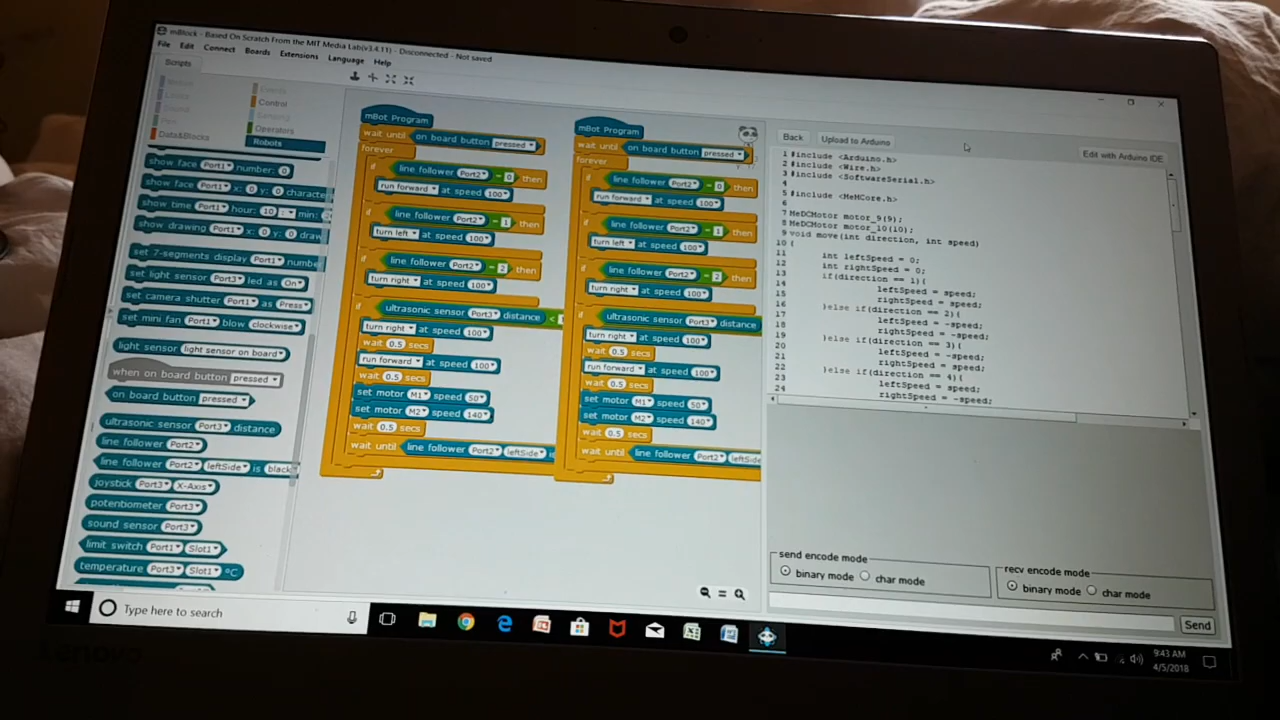 mBlock - Based On Scratch From the MIT Media Lab(v3.4.11) - Disconnected - Not saved
File Edit Connect Boards Extensions Language Help
Scripts
Control
Data&Blocks
Operators
Robots
show face Port1 number: 0
show face Port1 x: 0 y: 0 characte
show time Port1 hour: 10 : min:
show drawing Port1 x: 0 y: 0 draw
set 7-segments display Port1 number
set light sensor Port3 led as On
set camera shutter Port1 as Press
set mini fan Port1 blow clockwise
light sensor light sensor on board
when on board button pressed
on board button pressed
ultrasonic sensor Port3 distance
line follower Port2
line follower Port2 leftSide is black
joystick Port3 X-Axis
potentiometer Port3
sound sensor Port3
limit switch Port1 Slot1
temperature Port3 Slot1 °C
mBot Program
wait until on board button pressed
forever
if line follower Port2 = 0 then
run forward at speed 100
if line follower Port2 = 1 then
turn left at speed 100
if line follower Port2 = 2 then
turn right at speed 100
if ultrasonic sensor Port3 distance <
turn right at speed 100
wait 0.5 secs
run forward at speed 100
wait 0.5 secs
set motor M1 speed 50
set motor M2 speed 140
wait 0.5 secs
wait until line follower Port2 leftSide
mBot Program
wait until on board button pressed
forever
if line follower Port2 = 0 then
run forward at speed 100
if line follower Port2 = 1 then
turn left at speed 100
if line follower Port2 = 2 then
turn right at speed 100
if ultrasonic sensor Port3 distance
turn right at speed 100
wait 0.5 secs
run forward at speed 100
wait 0.5 secs
set motor M1 speed 50
set motor M2 speed 140
wait 0.5 secs
wait until line follower Port2 leftSide
Back Upload to Arduino Edit with Arduino IDE
1 #include <Arduino.h>
2 #include <Wire.h>
3 #include <SoftwareSerial.h>
4
5 #include <MeMCore.h>
6
7 MeDCMotor motor_9(9);
8 MeDCMotor motor_10(10);
9 void move(int direction, int speed)
10 {
11 int leftSpeed = 0;
12 int rightSpeed = 0;
13 if(direction == 1){
14 leftSpeed = speed;
15 rightSpeed = speed;
16 }else if(direction == 2){
17 leftSpeed = -speed;
18 rightSpeed = -speed;
19 }else if(direction == 3){
20 leftSpeed = -speed;
21 rightSpeed = speed;
22 }else if(direction == 4){
23 leftSpeed = speed;
24 rightSpeed = -speed;
send encode mode
binary mode char mode
recv encode mode
binary mode char mode
Send
Type here to search
9:43 AM
4/5/2018